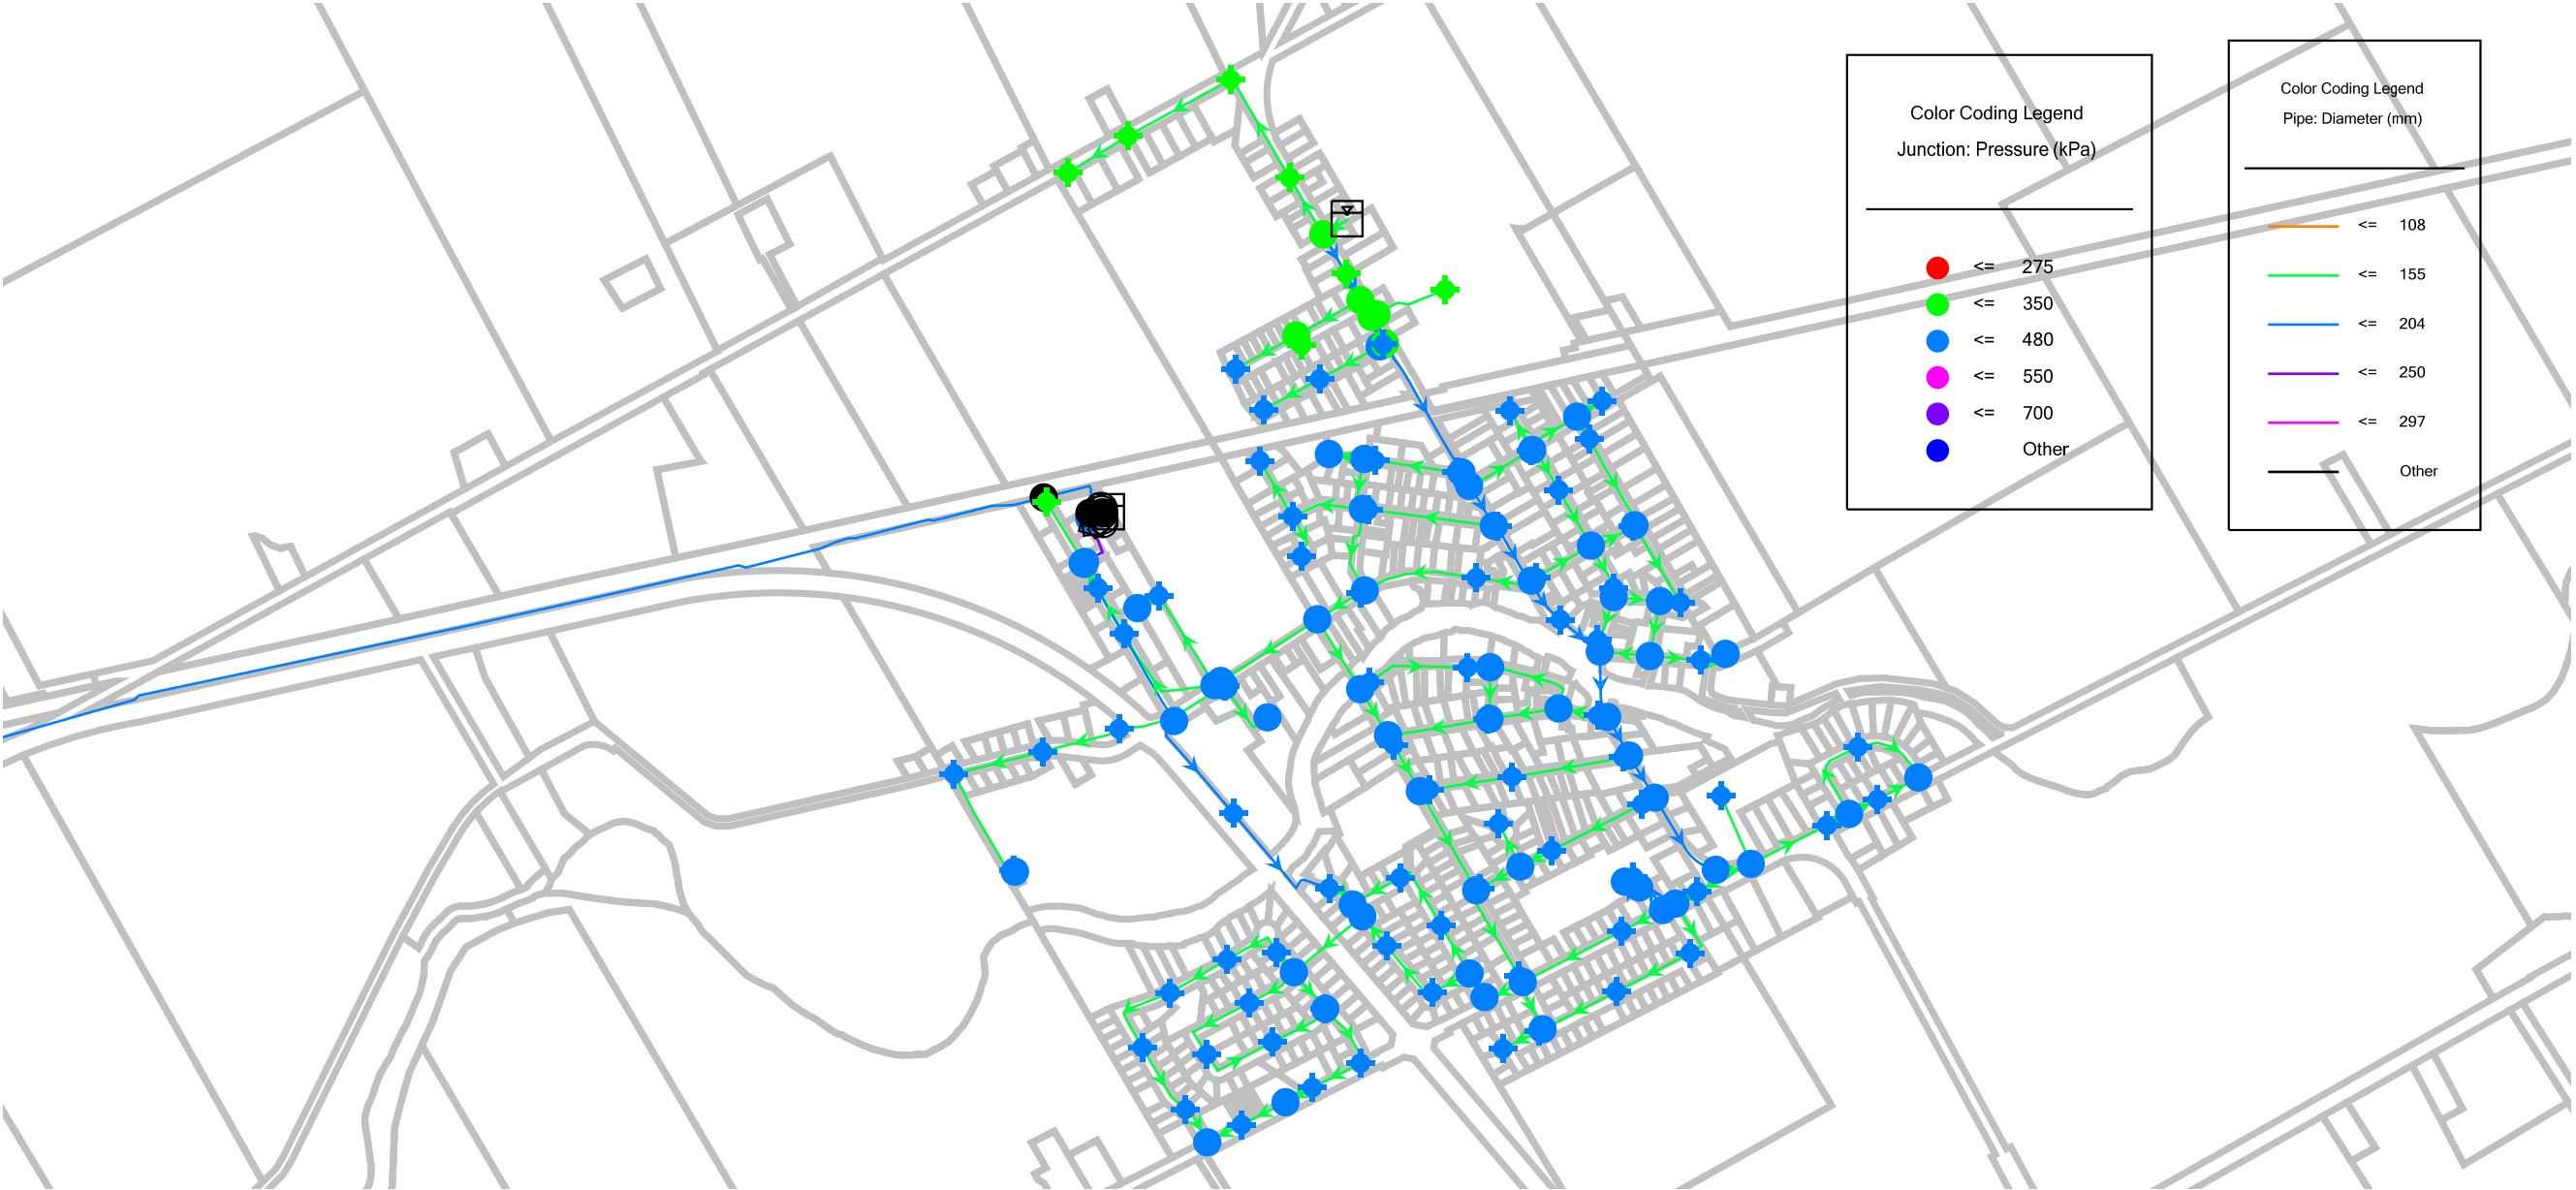 Color Coding Legend
Junction: Pressure (kPa)
<= 275
<= 350
<= 480
<= 550
<= 700
Other
Color Coding Legend
Pipe: Diameter (mm)
<= 108
<= 155
<= 204
<= 250
<= 297
Other